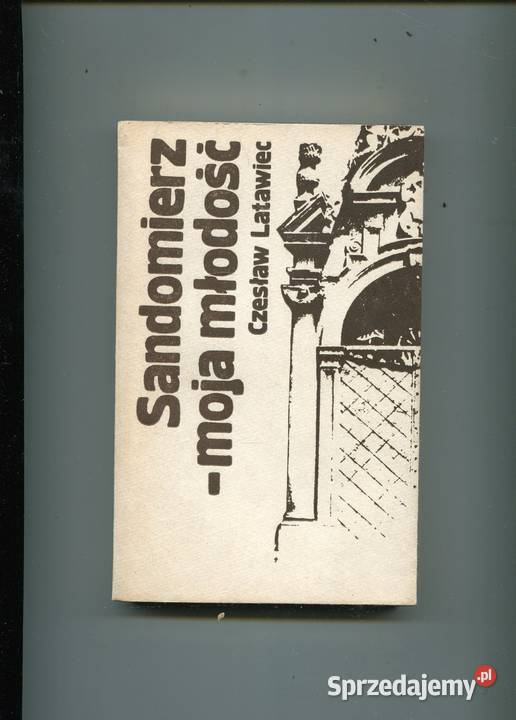 Sandomierz
-moja młodość
Czesław Latawiec
Sprzedajemy.pl